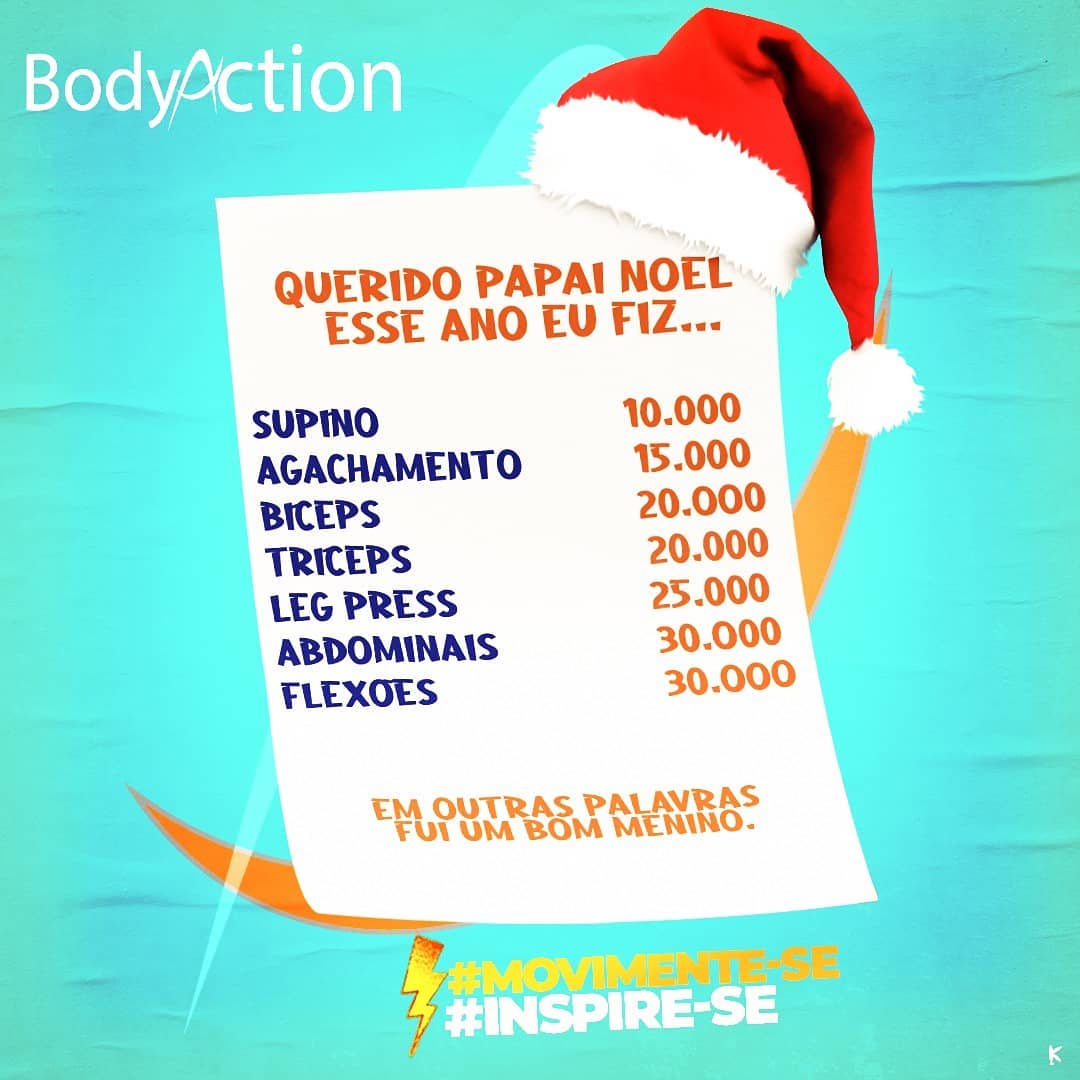 BodyAction
QUERIDO PAPAI NOEL
ESSE ANO EU FIZ...
SUPINO 10.000
AGACHAMENTO 15.000
BICEPS 20.000
TRICEPS 20.000
LEG PRESS 25.000
ABDOMINAIS 30.000
FLEXÕES 30.000
EM OUTRAS PALAVRAS
FUI UM BOM MENINO.
#MOVIMENTE-SE
#INSPIRE-SE
K